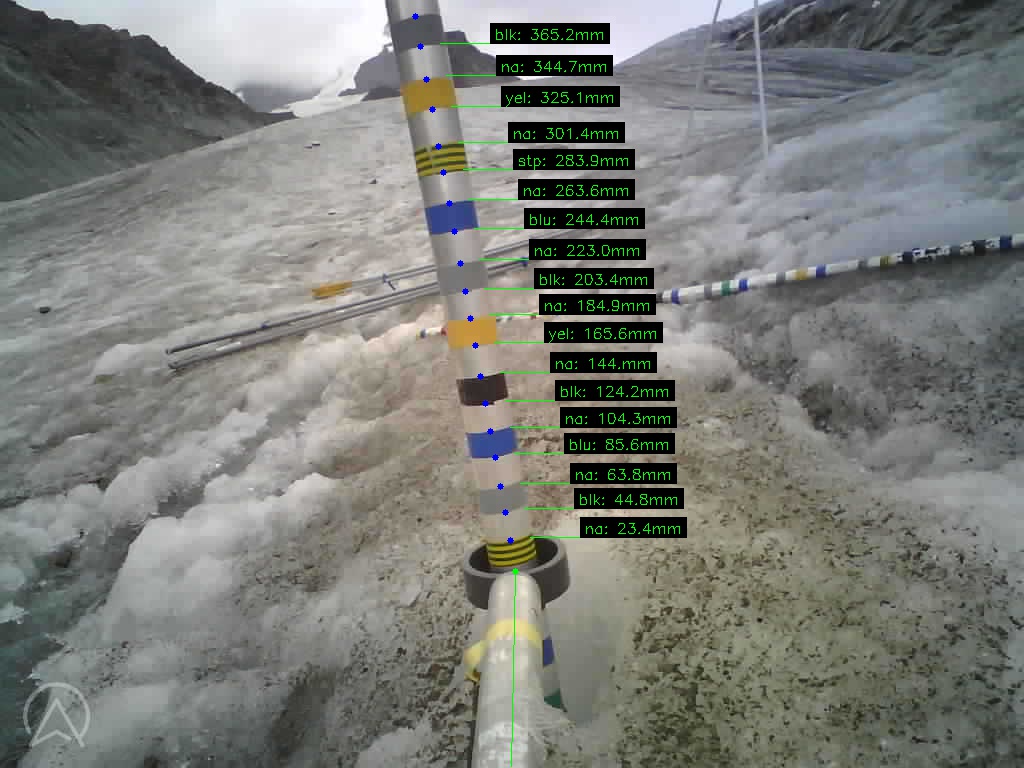 blk: 365.2mm
na: 344.7mm
yel: 325.1mm
na: 301.4mm
stp: 283.9mm
na: 263.6mm
blu: 244.4mm
na: 223.0mm
blk: 203.4mm
na: 184.9mm
yel: 165.6mm
na: 144.mm
blk: 124.2mm
na: 104.3mm
blu: 85.6mm
na: 63.8mm
blk: 44.8mm
na: 23.4mm